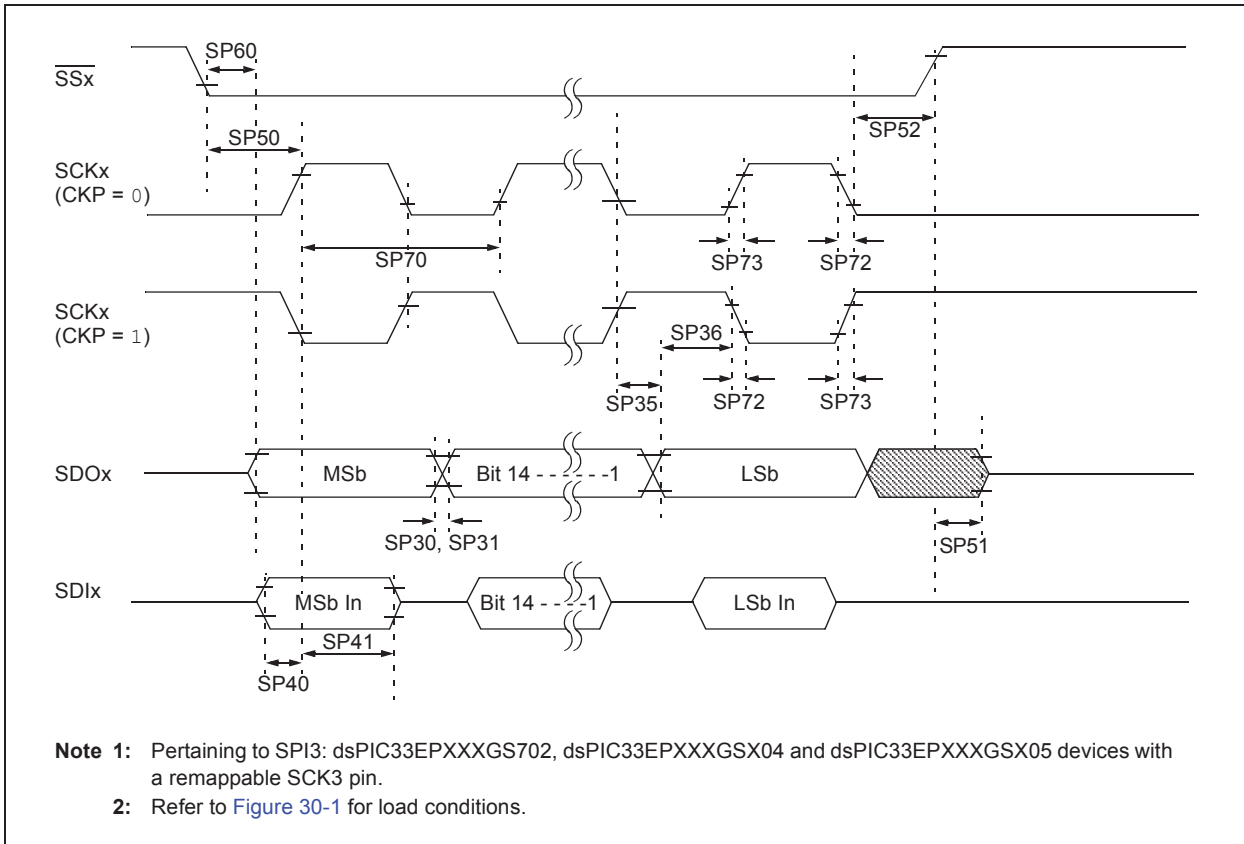 SP60
SSx
SP52
SP50
SCKx
(CKP = 0)
SP70
SP73
SP72
SCKx
(CKP = 1)
SP36
SP35
SP72
SP73
SDOx
MSb
Bit 14 - - - - - -1
LSb
SP30, SP31
SP51
SDIx
MSb In
Bit 14 - - - -1
LSb In
SP41
SP40
Note 1: Pertaining to SPI3: dsPIC33EPXXXGS702, dsPIC33EPXXXGSX04 and dsPIC33EPXXXGSX05 devices with
a remappable SCK3 pin.
2: Refer to Figure 30-1 for load conditions.